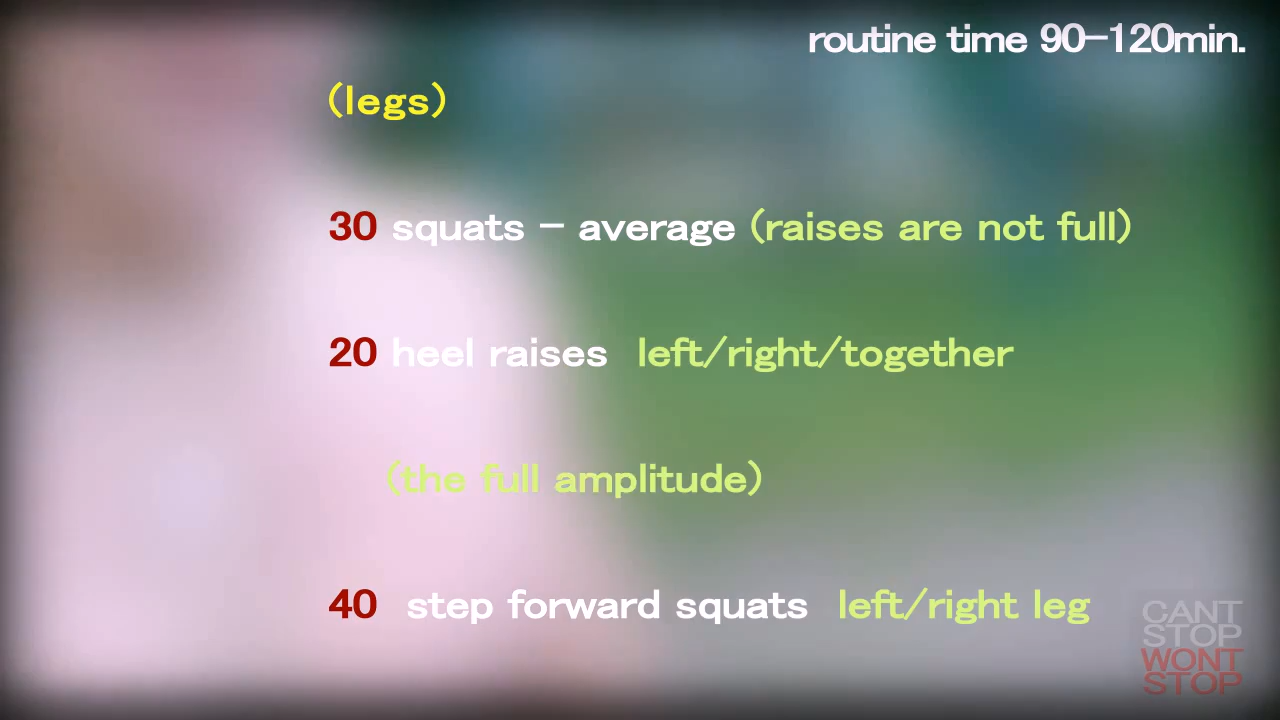 routine time 90-120min.
(legs)
30 squats - average (raises are not full)
20 heel raises left/right/together
(the full amplitude)
40 step forward squats left/right leg
CANT
STOP
WONT
STOP